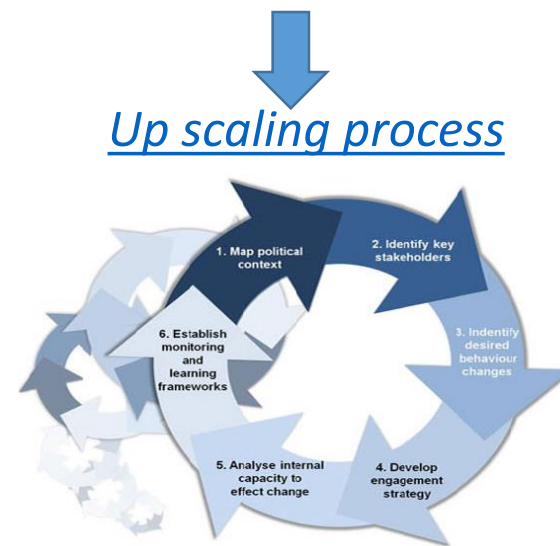 Up scaling process
1. Map political
context
2. Identify key
stakeholders
3. Indentify
desired
behaviour
changes
4. Develop
engagement
strategy
5. Analyse internal
capacity to
effect change
6. Establish
monitoring
and
learning
frameworks